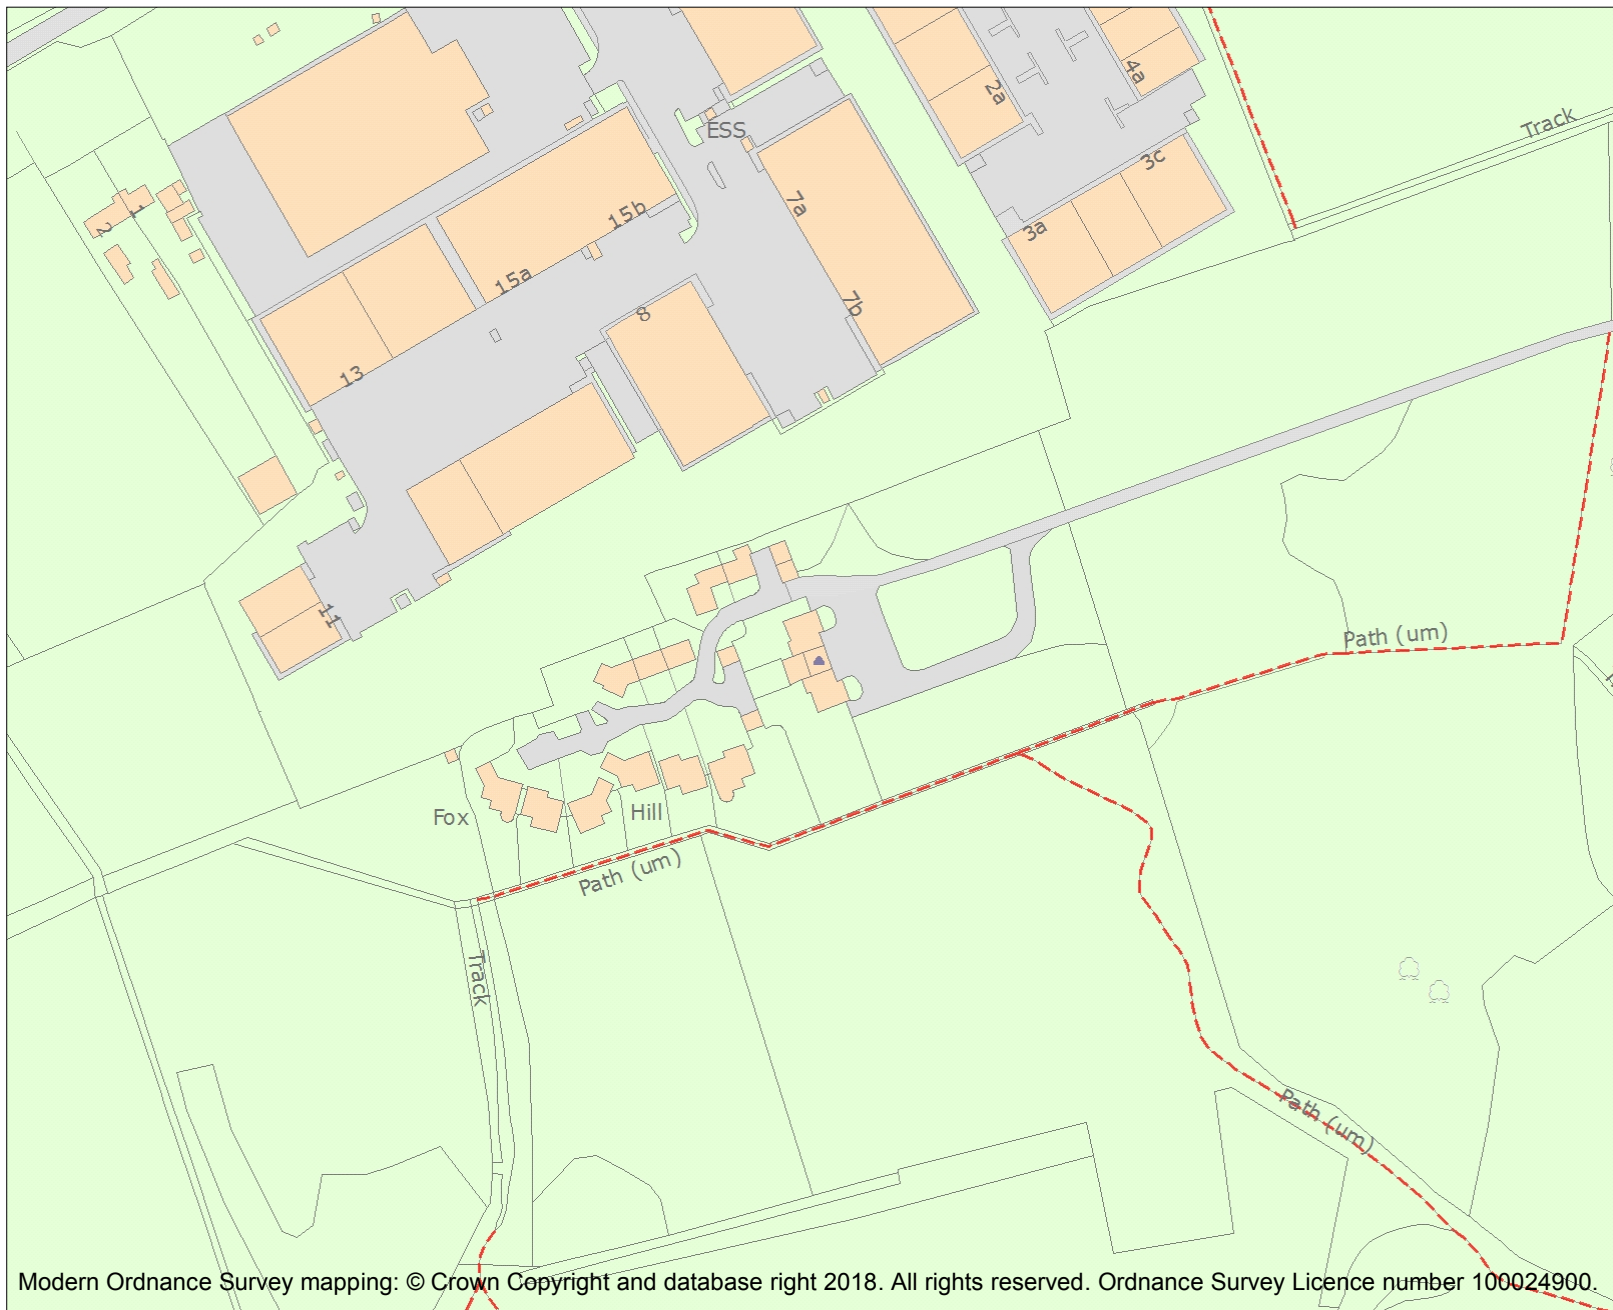 4a
2a
Track
ESS
3c
1
2
7a
15b
3a
15a
7b
8
13
11
Path (um)
Fox
Hill
Path (um)
Track
Path (um)
Modern Ordnance Survey mapping: © Crown Copyright and database right 2018. All rights reserved. Ordnance Survey Licence number 100024900.